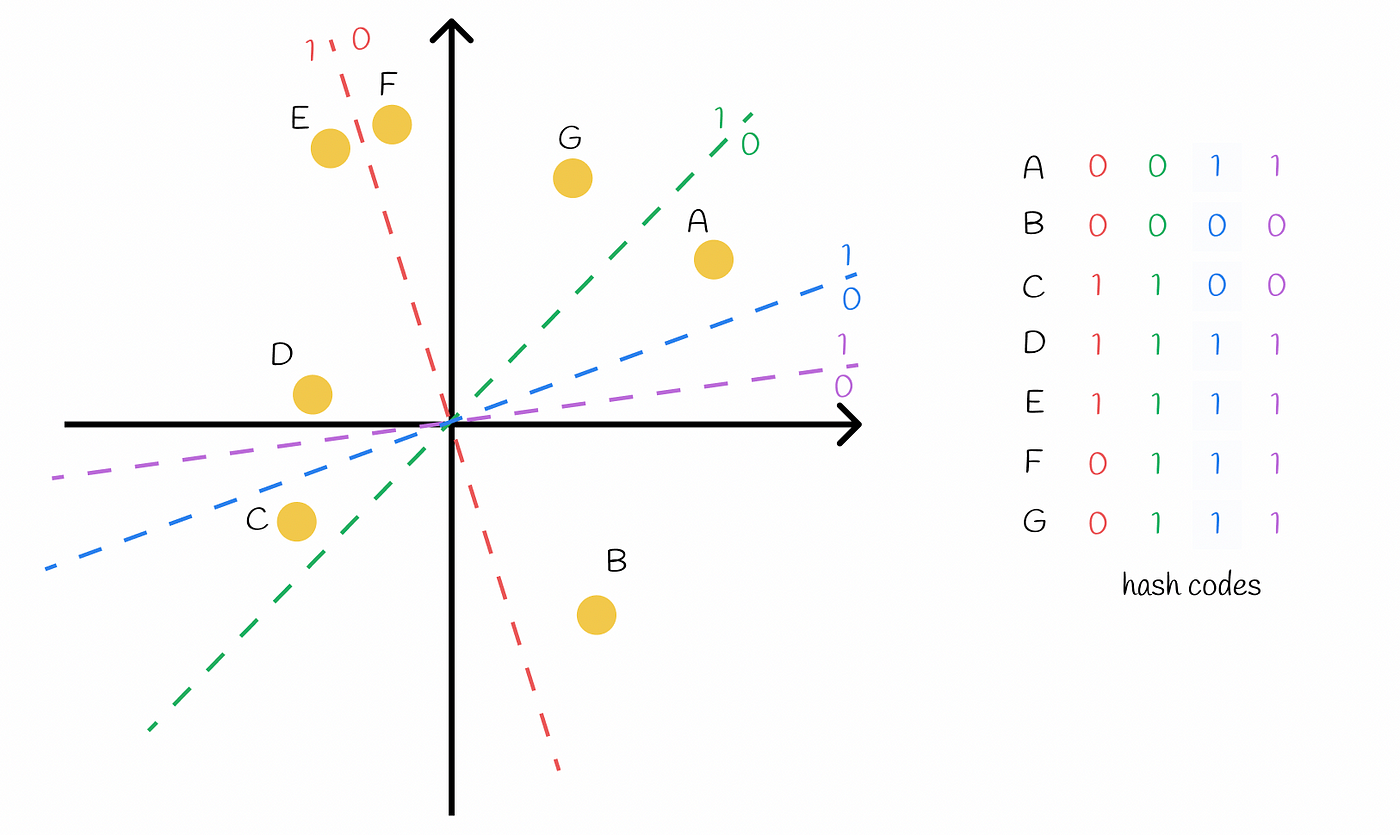 1 0
F
E
G
1
0
A
1
0
D
1
0
C
B
A 0 0 1 1
B 0 0 0 0
C 1 1 0 0
D 1 1 1 1
E 1 1 1 1
F 0 1 1 1
G 0 1 1 1
hash codes